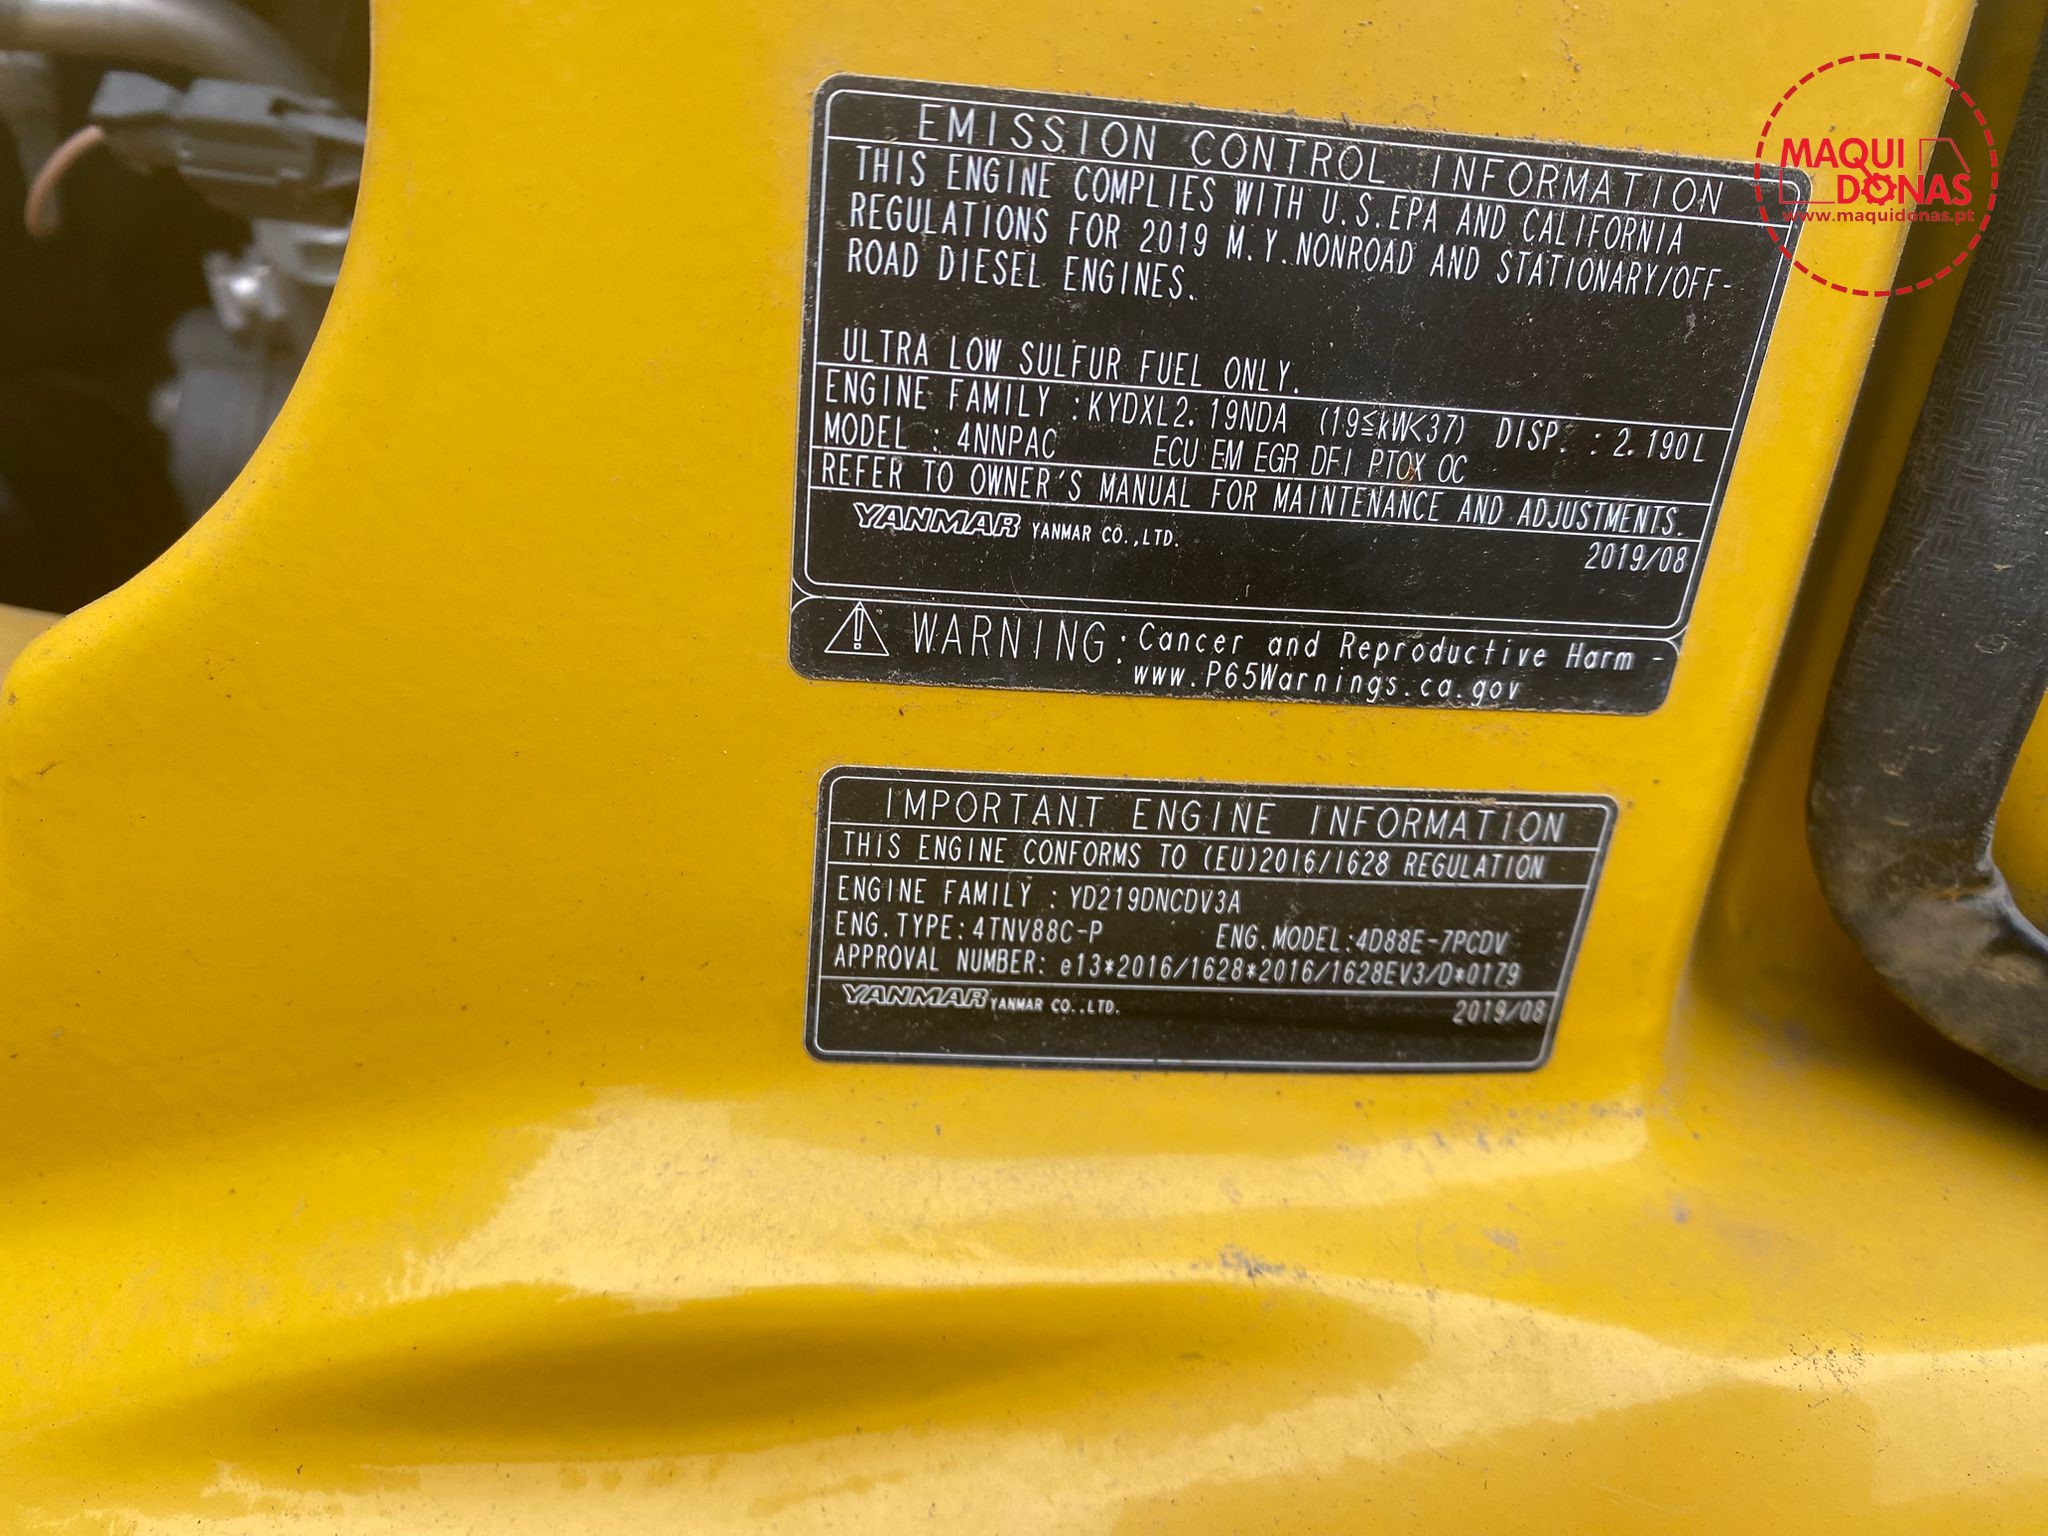 MAQUI
DONAS
www.maquidonas.pt
EMISSION CONTROL INFORMATION
THIS ENGINE COMPLIES WITH U.S.EPA AND CALIFORNIA
REGULATIONS FOR 2019 M.Y.NONROAD AND STATIONARY/OFF-
ROAD DIESEL ENGINES.
ULTRA LOW SULFUR FUEL ONLY.
ENGINE FAMILY :KYDXL2.19NDA (19≦kW<37) DISP. :2.190L
MODEL :4NNPAC ECU EM EGR DFI PTOX OC
REFER TO OWNER'S MANUAL FOR MAINTENANCE AND ADJUSTMENTS.
YANMAR YANMAR CO.,LTD.
2019/08
WARNING:Cancer and Reproductive Harm -
www.P65Warnings.ca.gov
IMPORTANT ENGINE INFORMATION
THIS ENGINE CONFORMS TO (EU)2016/1628 REGULATION
ENGINE FAMILY :YD219DNCDV3A
ENG.TYPE:4TNV88C-P ENG.MODEL:4D88E-7PCDV
APPROVAL NUMBER: e13*2016/1628*2016/1628EV3/D*0179
YANMAR YANMAR CO.,LTD. 2019/08